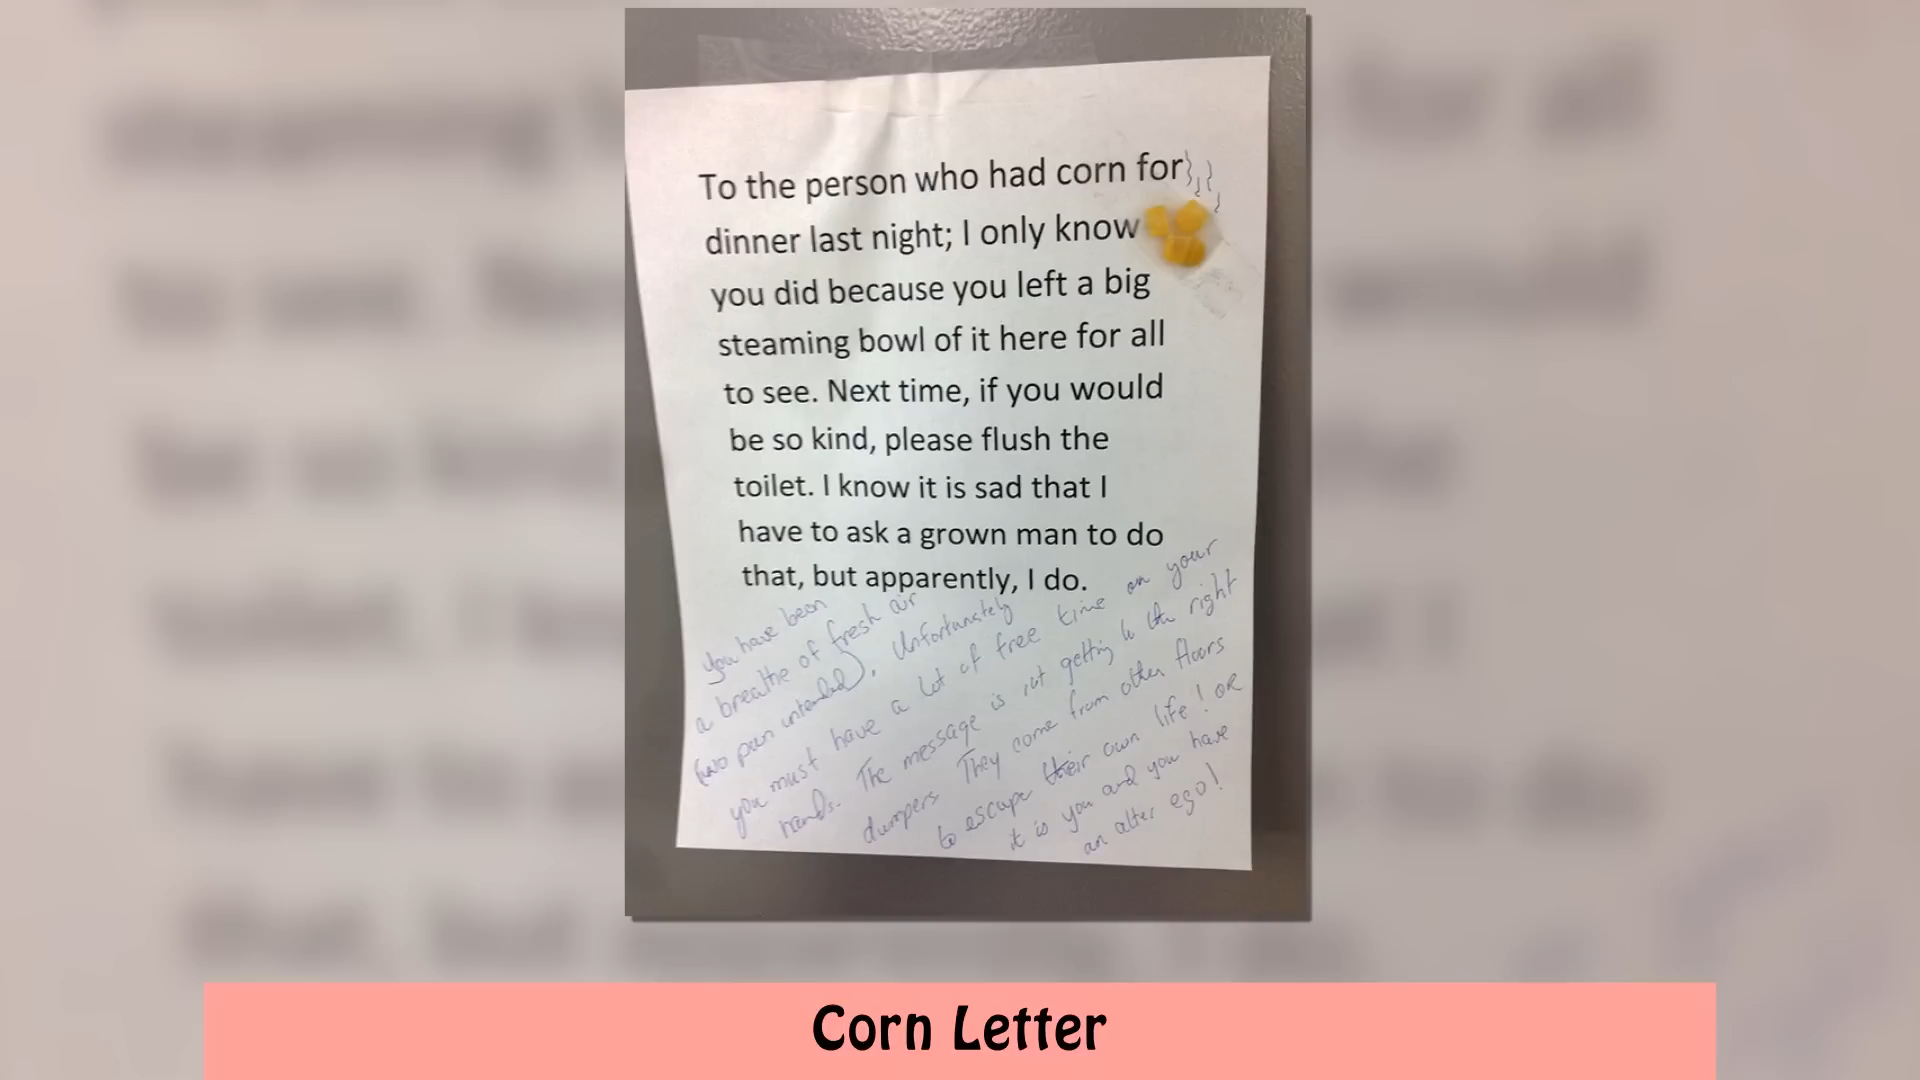 To the person who had corn for
dinner last night; I only know
you did because you left a big
steaming bowl of it here for all
to see. Next time, if you would
be so kind, please flush the
toilet. I know it is sad that I
have to ask a grown man to do
that, but apparently, I do.
you have been
a breathe of fresh air
(no pun intended). Unfortunately
you must have a lot of free time on your
hands. The message is not getting to the right
dumpers. They come from other floors
to escape their own life! OR
it is you and you have
an alter ego!
Corn Letter